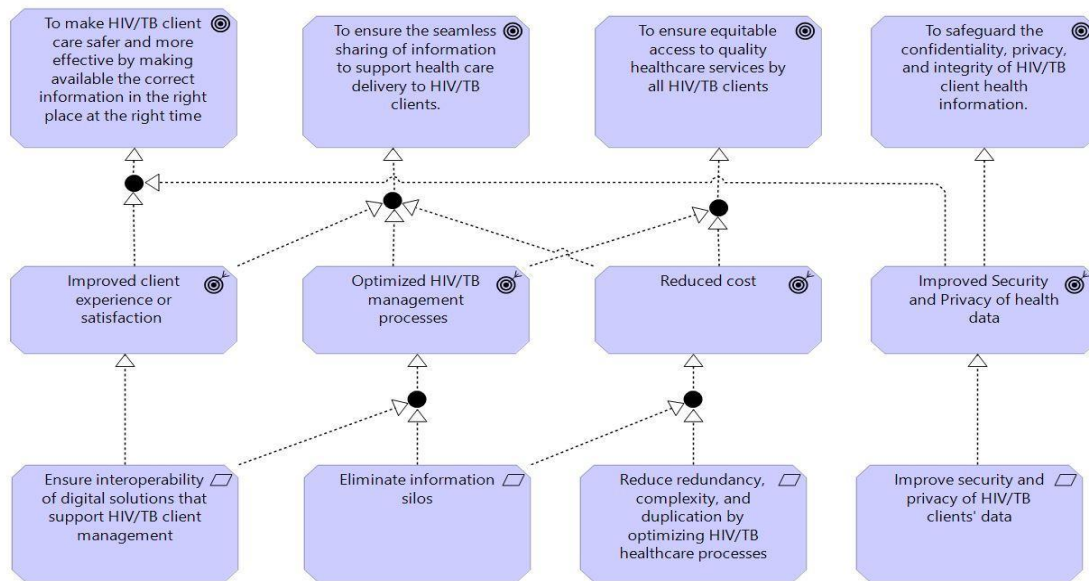 To make HIV/TB client
care safer and more
effective by making
available the correct
information in the right
place at the right time
To ensure the seamless
sharing of information
to support health care
delivery to HIV/TB
clients.
To ensure equitable
access to quality
healthcare services by
all HIV/TB clients
To safeguard the
confidentiality, privacy,
and integrity of HIV/TB
client health
information.
Improved client
experience or
satisfaction
Optimized HIV/TB
management
processes
Reduced cost
Improved Security
and Privacy of health
data
Ensure interoperability
of digital solutions that
support HIV/TB client
management
Eliminate information
silos
Reduce redundancy,
complexity, and
duplication by
optimizing HIV/TB
healthcare processes
Improve security and
privacy of HIV/TB
clients' data